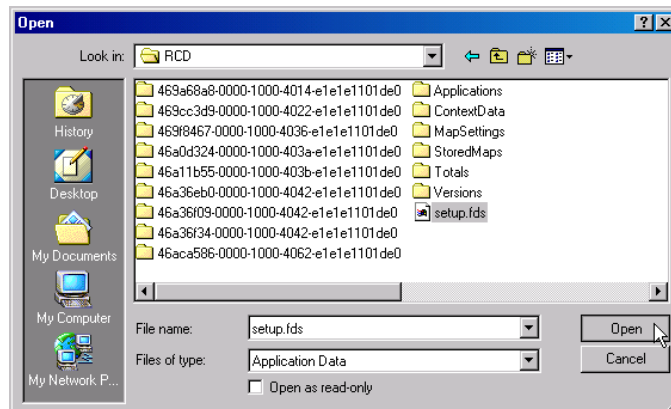 Open
Look in: RCD
469a68a8-0000-1000-4014-e1e1e1101de0
469cc3d9-0000-1000-4022-e1e1e1101de0
469f8467-0000-1000-4036-e1e1e1101de0
46a0d324-0000-1000-403a-e1e1e1101de0
46a11b55-0000-1000-403b-e1e1e1101de0
46a36eb0-0000-1000-4042-e1e1e1101de0
46a36f09-0000-1000-4042-e1e1e1101de0
46a36f34-0000-1000-4042-e1e1e1101de0
46aca586-0000-1000-4062-e1e1e1101de0
Applications
ContextData
MapSettings
StoredMaps
Totals
Versions
setup.fds
History
Desktop
My Documents
My Computer
My Network P...
File name: setup.fds Open
Files of type: Application Data Cancel
Open as read-only